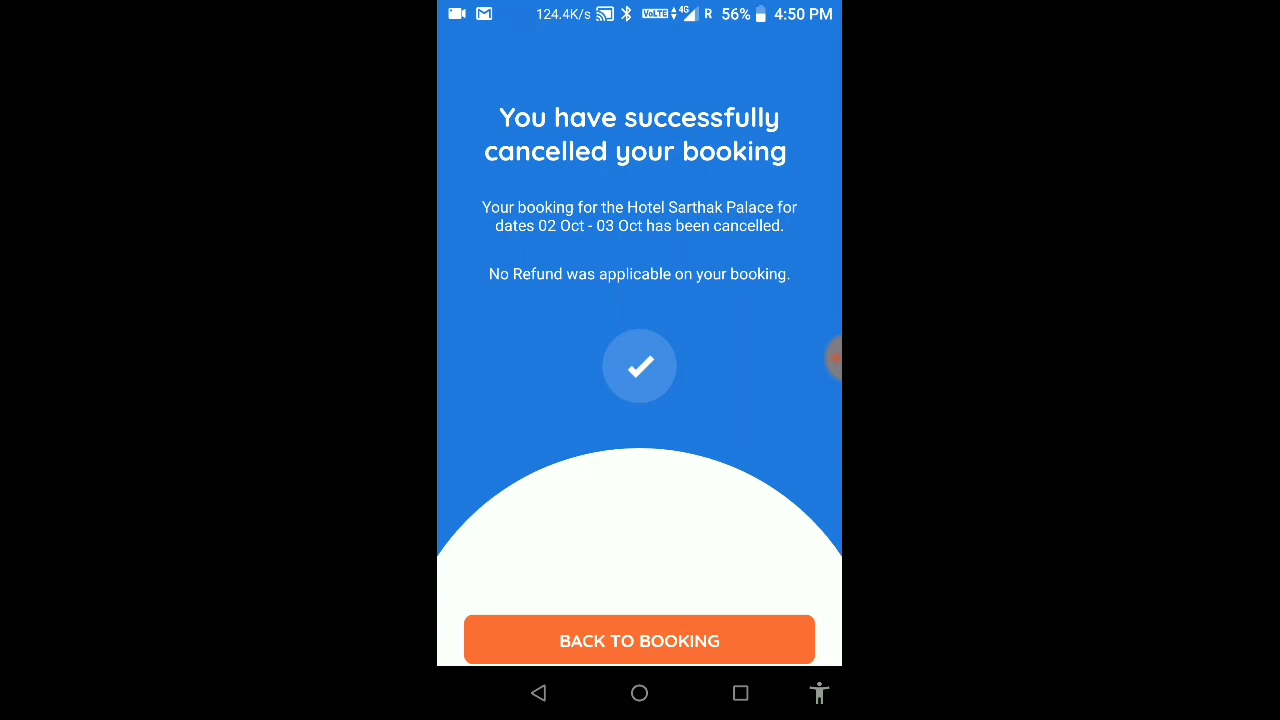 124.4K/s VoLTE 4G R 56% 4:50 PM
You have successfully
cancelled your booking
Your booking for the Hotel Sarthak Palace for
dates 02 Oct - 03 Oct has been cancelled.
No Refund was applicable on your booking.
BACK TO BOOKING